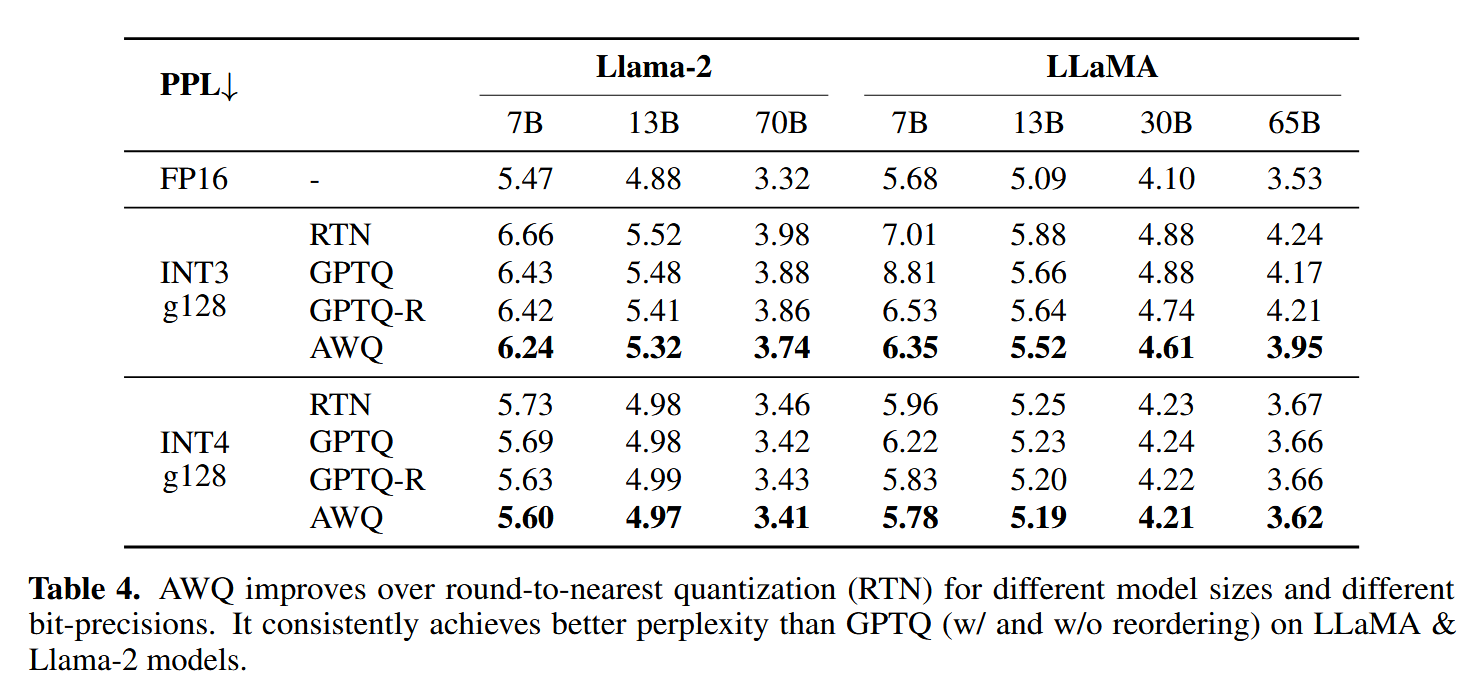 PPL↓ Llama-2 LLaMA
7B 13B 70B 7B 13B 30B 65B
FP16 - 5.47 4.88 3.32 5.68 5.09 4.10 3.53
INT3 g128
RTN 6.66 5.52 3.98 7.01 5.88 4.88 4.24
GPTQ 6.43 5.48 3.88 8.81 5.66 4.88 4.17
GPTQ-R 6.42 5.41 3.86 6.53 5.64 4.74 4.21
AWQ 6.24 5.32 3.74 6.35 5.52 4.61 3.95
INT4 g128
RTN 5.73 4.98 3.46 5.96 5.25 4.23 3.67
GPTQ 5.69 4.98 3.42 6.22 5.23 4.24 3.66
GPTQ-R 5.63 4.99 3.43 5.83 5.20 4.22 3.66
AWQ 5.60 4.97 3.41 5.78 5.19 4.21 3.62
Table 4. AWQ improves over round-to-nearest quantization (RTN) for different model sizes and different
bit-precisions. It consistently achieves better perplexity than GPTQ (w/ and w/o reordering) on LLaMA &
Llama-2 models.